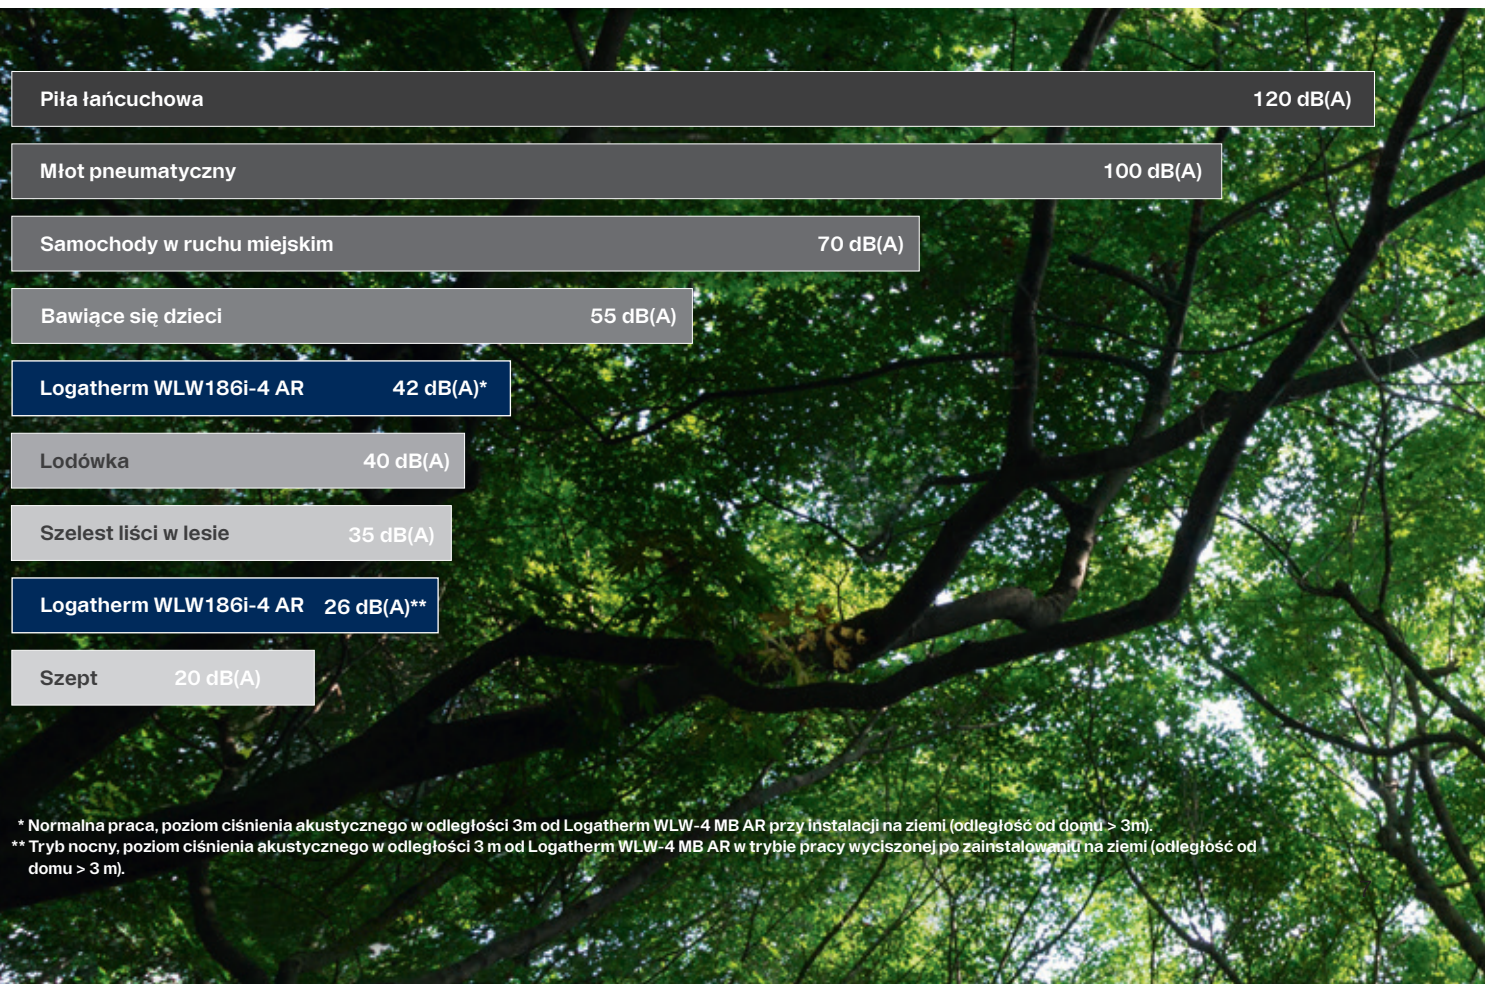 Piła łańcuchowa 120 dB(A)
Młot pneumatyczny 100 dB(A)
Samochody w ruchu miejskim 70 dB(A)
Bawiące się dzieci 55 dB(A)
Logatherm WLW186i-4 AR 42 dB(A)*
Lodówka 40 dB(A)
Szelest liści w lesie 35 dB(A)
Logatherm WLW186i-4 AR 26 dB(A)**
Szept 20 dB(A)
* Normalna praca, poziom ciśnienia akustycznego w odległości 3m od Logatherm WLW-4 MB AR przy instalacji na ziemi (odległość od domu > 3m).
** Tryb nocny, poziom ciśnienia akustycznego w odległości 3 m od Logatherm WLW-4 MB AR w trybie pracy wyciszonej po zainstalowaniu na ziemi (odległość od
domu > 3 m).